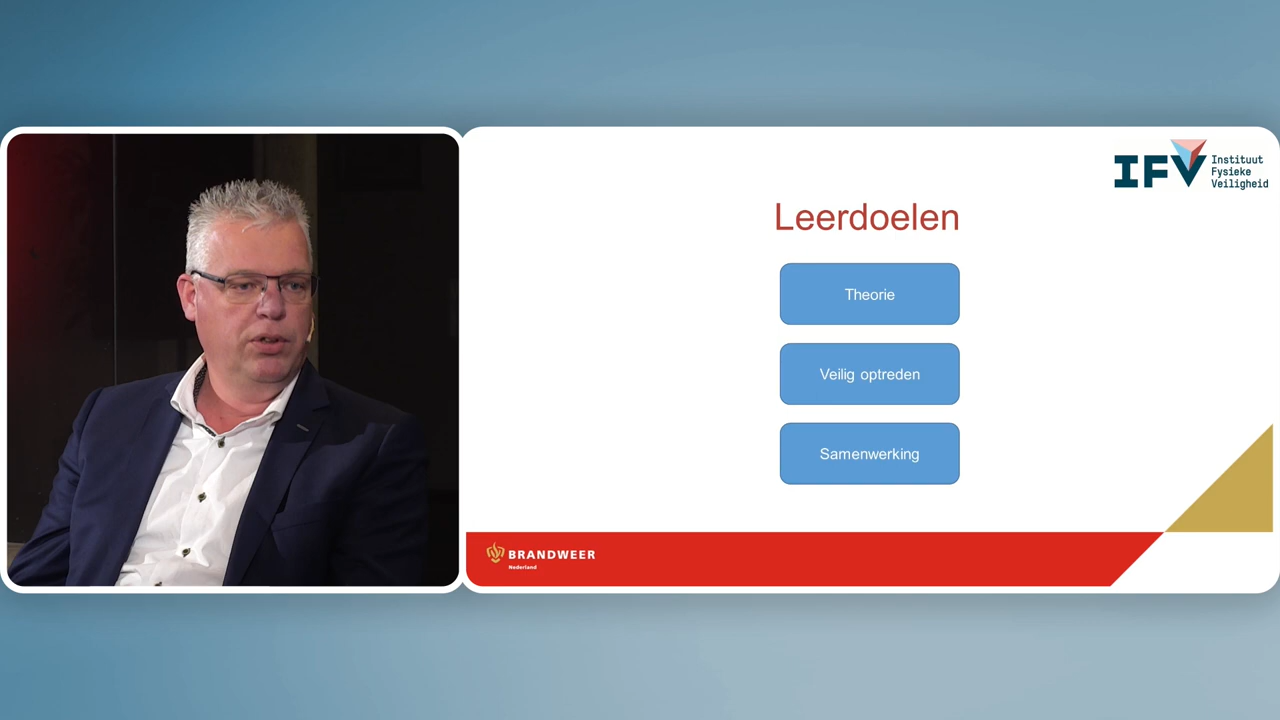 IFV
Instituut
Fysieke
Veiligheid
Leerdoelen
Theorie
Veilig optreden
Samenwerking
BRANDWEER
Nederland